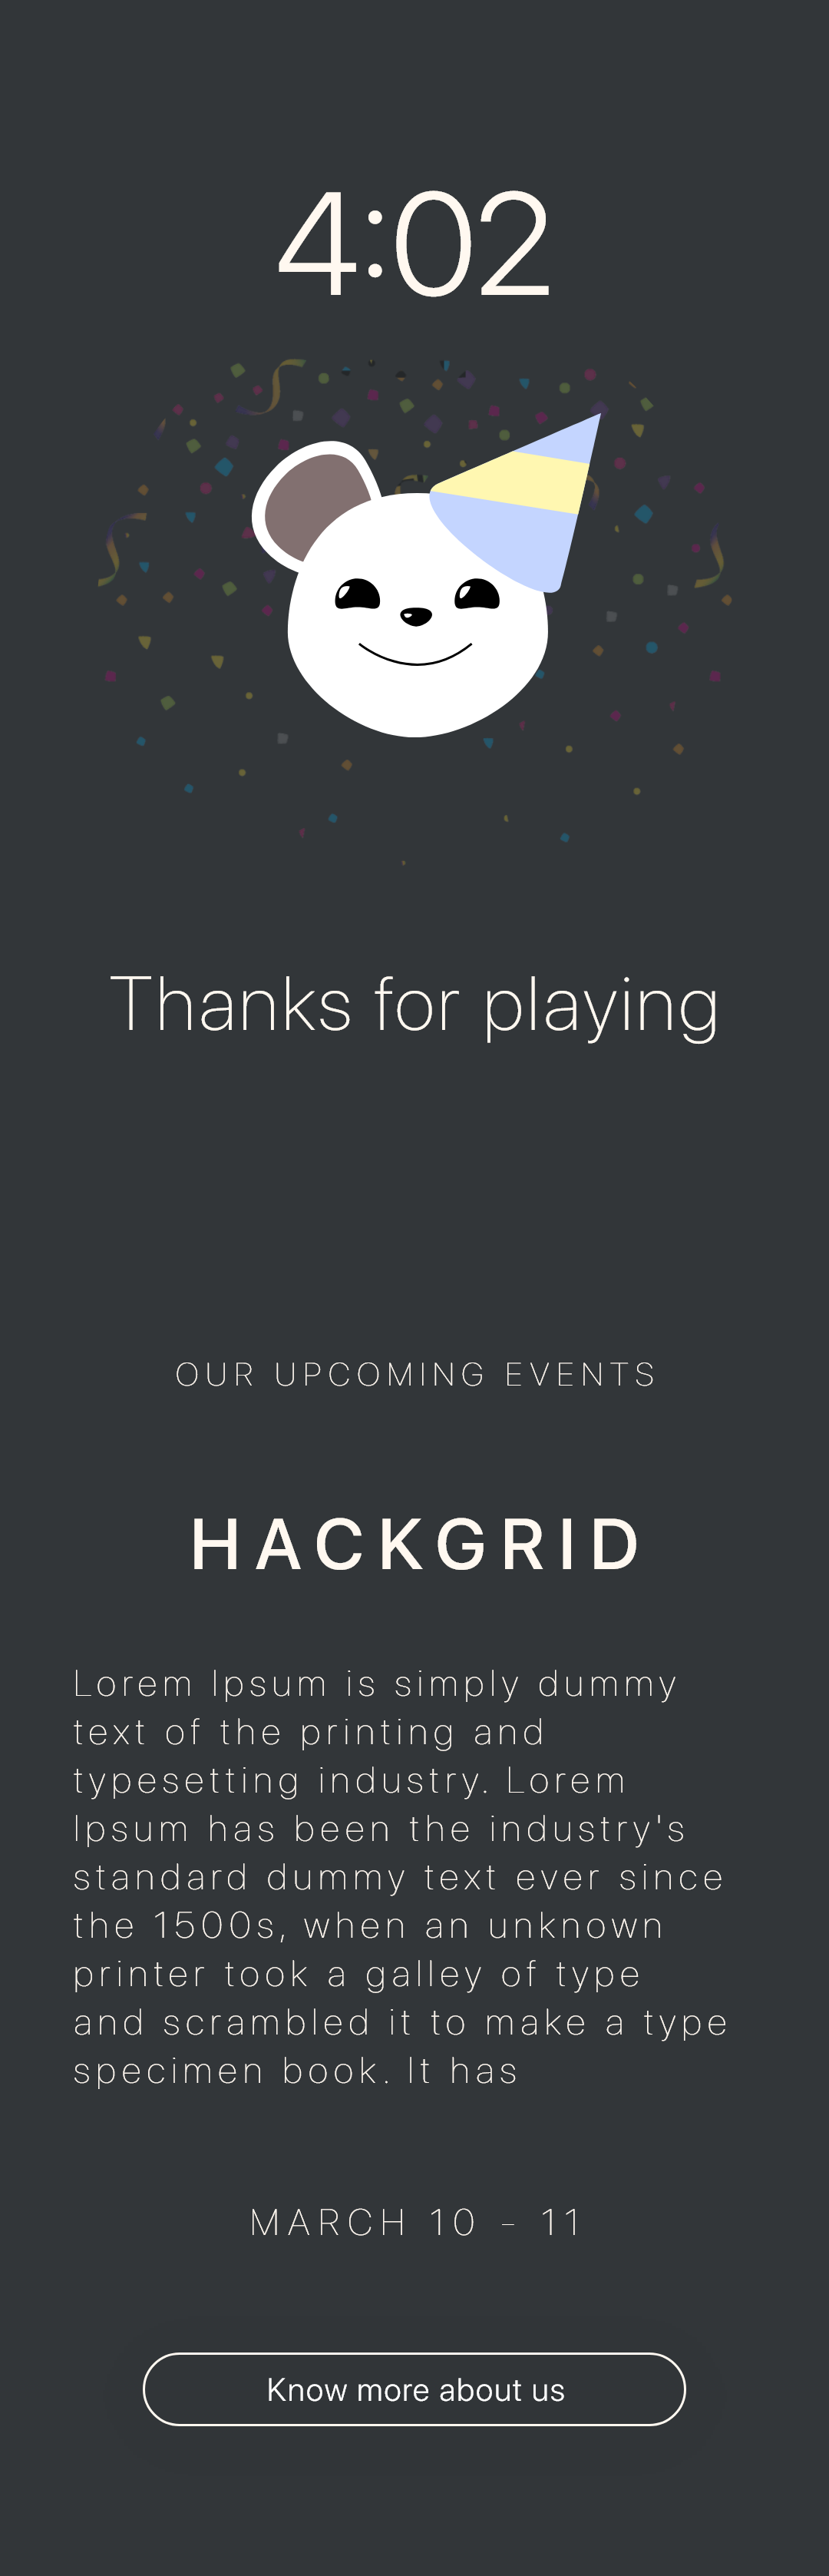 4:02
Thanks for playing
OUR UPCOMING EVENTS
HACKGRID
Lorem Ipsum is simply dummy
text of the printing and
typesetting industry. Lorem
Ipsum has been the industry's
standard dummy text ever since
the 1500s, when an unknown
printer took a galley of type
and scrambled it to make a type
specimen book. It has
MARCH 10 - 11
Know more about us